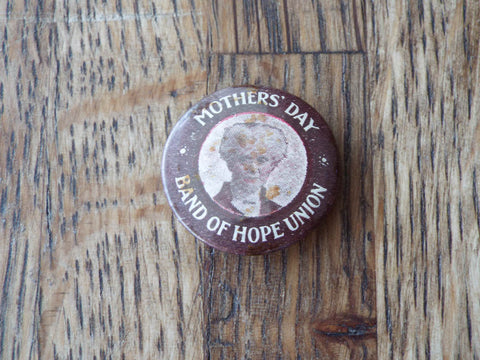 MOTHERS' DAY
BAND OF HOPE UNION